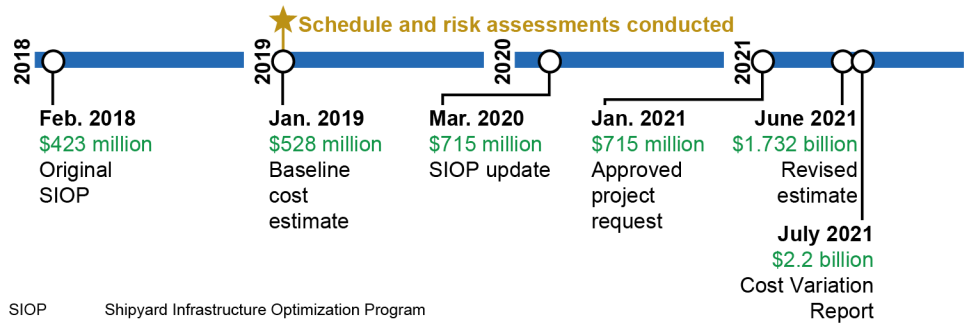 Schedule and risk assessments conducted
2018
2019
2020
2021
Feb. 2018
$423 million
Original
SIOP
Jan. 2019
$528 million
Baseline
cost
estimate
Mar. 2020
$715 million
SIOP update
Jan. 2021
$715 million
Approved
project
request
June 2021
$1.732 billion
Revised
estimate
July 2021
$2.2 billion
Cost Variation
Report
SIOP Shipyard Infrastructure Optimization Program